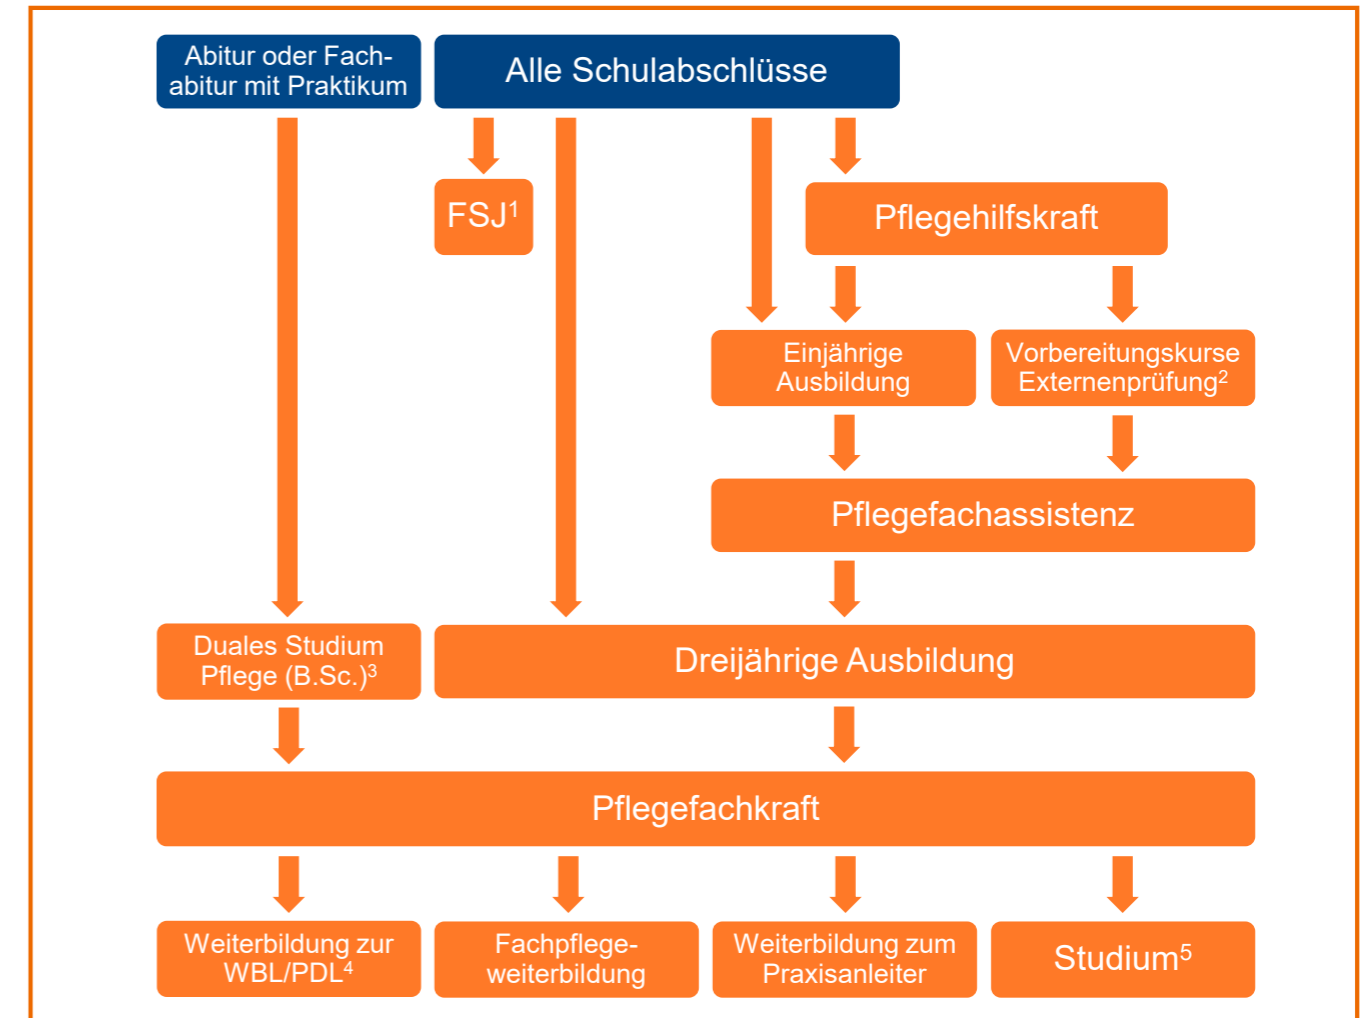 Abitur oder Fach-
abitur mit Praktikum
Alle Schulabschlüsse
FSJ¹
Pflegehilfskraft
Einjährige
Ausbildung
Vorbereitungskurse
Externenprüfung²
Pflegefachassistenz
Duales Studium
Pflege (B.Sc.)³
Dreijährige Ausbildung
Pflegefachkraft
Weiterbildung zur
WBL/PDL⁴
Fachpflege-
weiterbildung
Weiterbildung zum
Praxisanleiter
Studium⁵